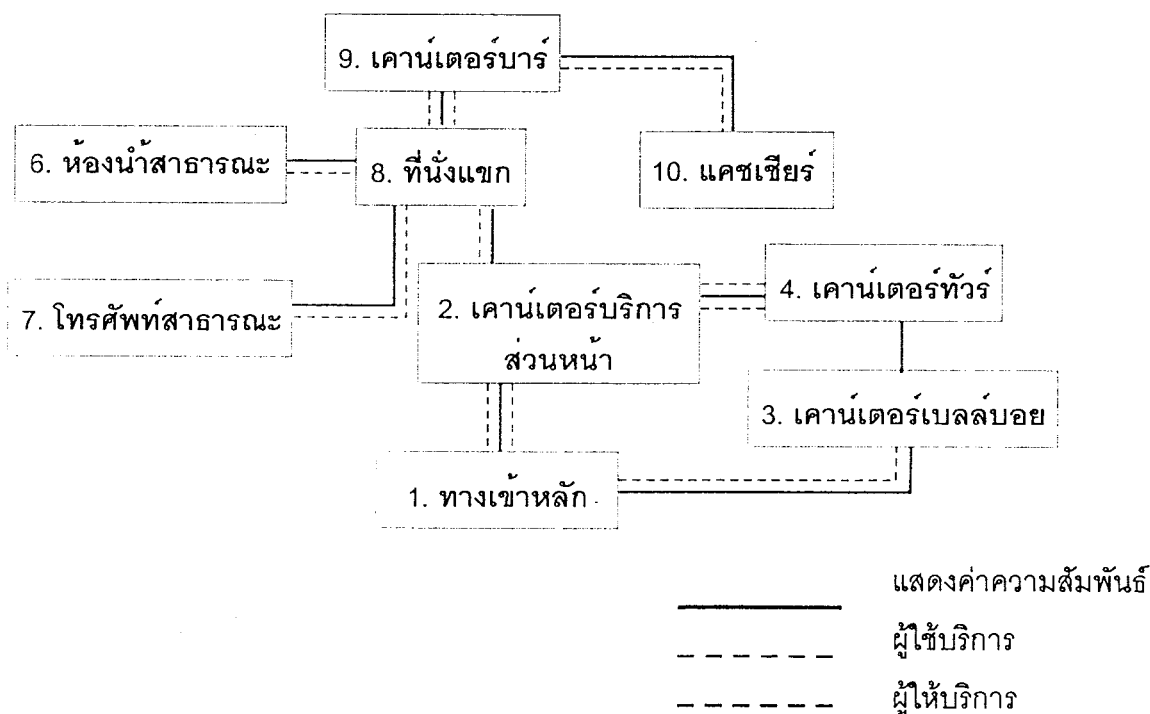 9. เคาน์เตอร์บาร์
6. ห้องน้ำสาธารณะ
8. ที่นั่งแขก
10. แคชเชียร์
7. โทรศัพท์สาธารณะ
2. เคาน์เตอร์บริการ
ส่วนหน้า
4. เคาน์เตอร์ทัวร์
3. เคาน์เตอร์เบลล์บอย
1. ทางเข้าหลัก
แสดงค่าความสัมพันธ์
ผู้ใช้บริการ
ผู้ให้บริการ